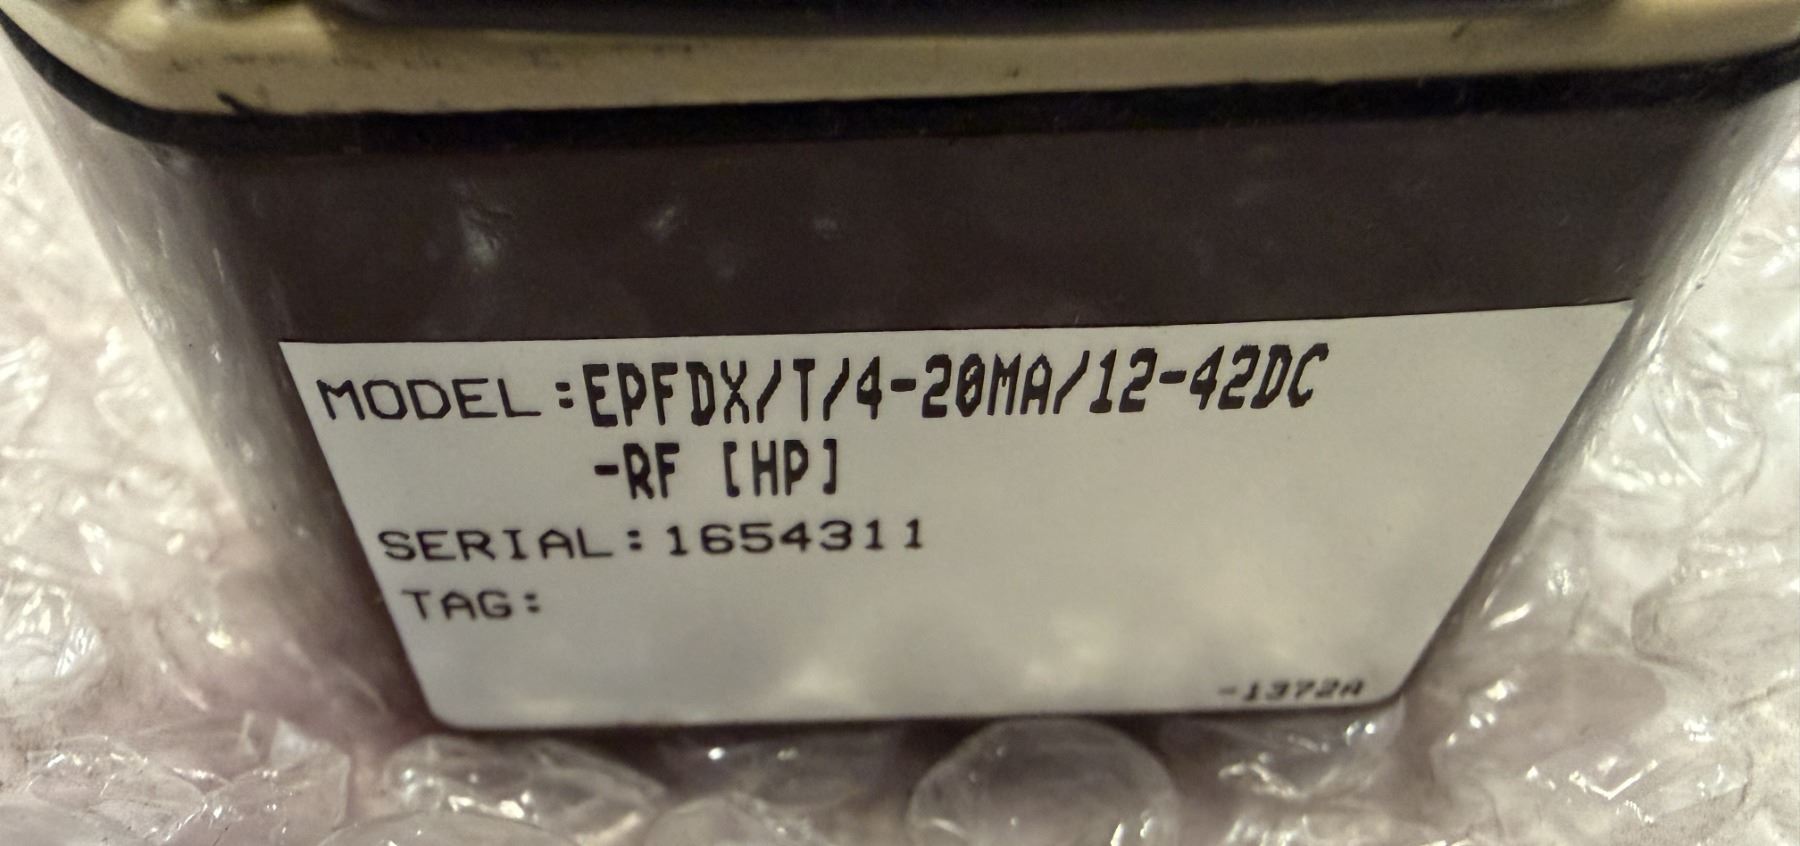 MODEL:EPFDX/T/4-20MA/12-42DC
-RF [HP]
SERIAL:1654311
TAG:
-1372A